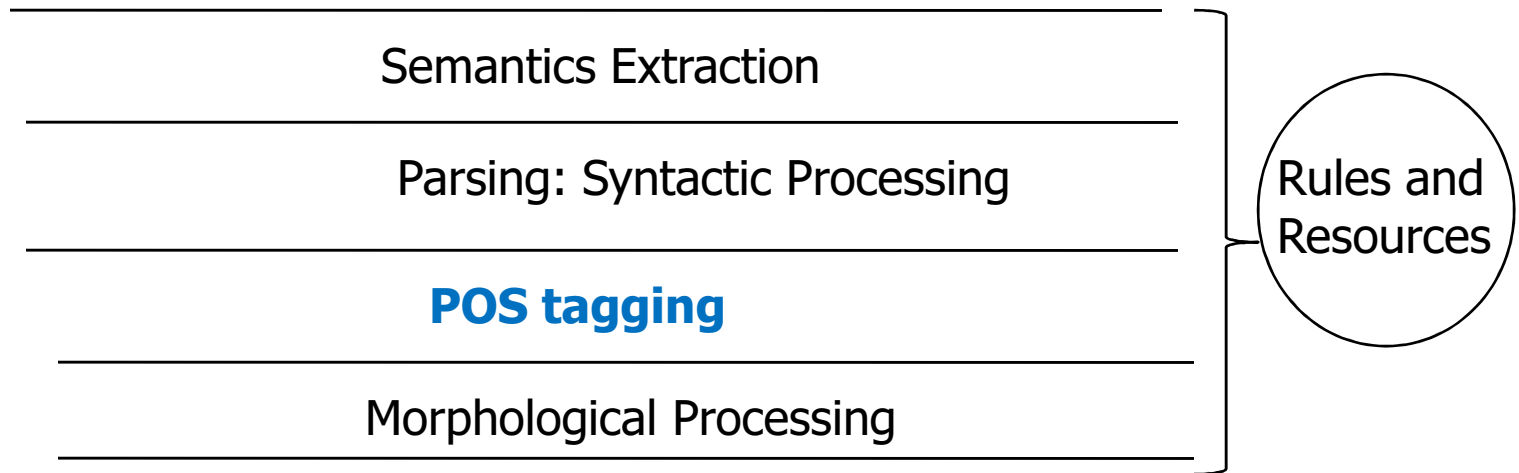 Semantics Extraction
Parsing: Syntactic Processing
POS tagging
Morphological Processing
Rules and
Resources